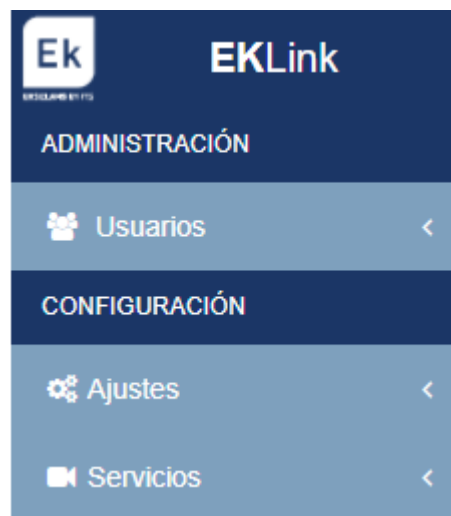 Ek
EKLink
ADMINISTRACIÓN
Usuarios
CONFIGURACIÓN
Ajustes
Servicios